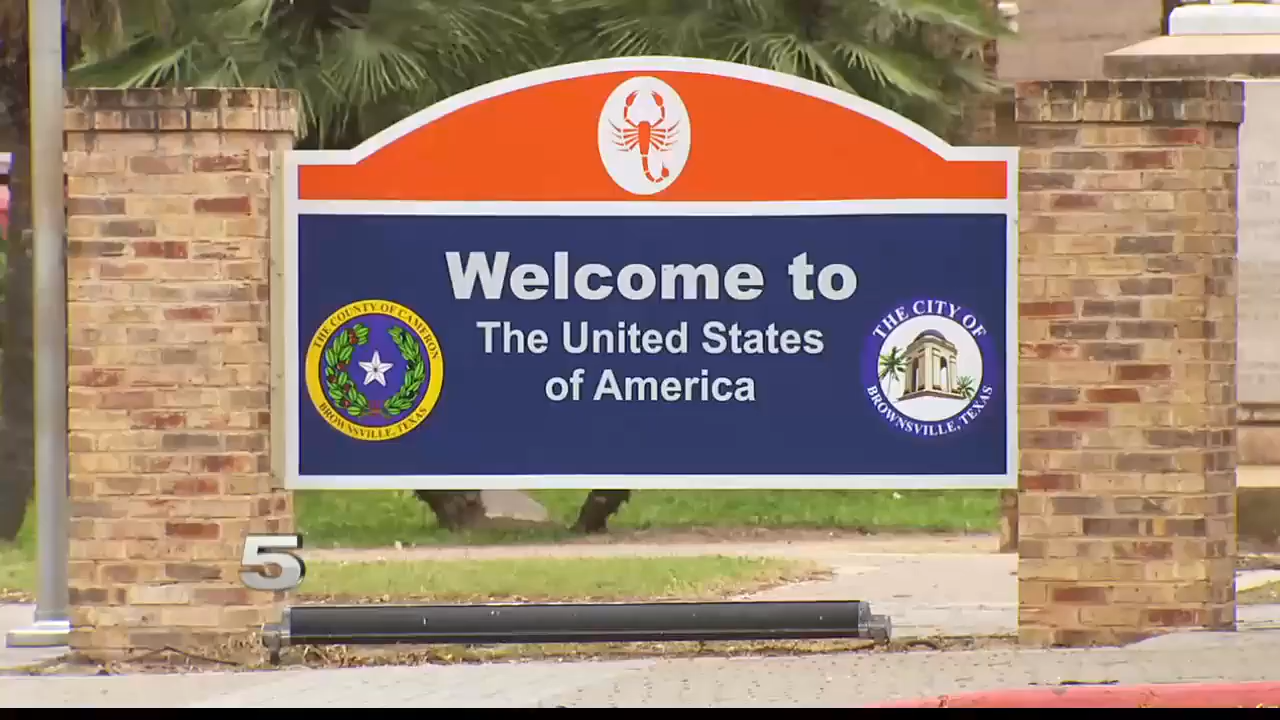 Welcome to
The United States
of America
THE COUNTY OF CAMERON
BROWNSVILLE, TEXAS
THE CITY OF
BROWNSVILLE, TEXAS
5